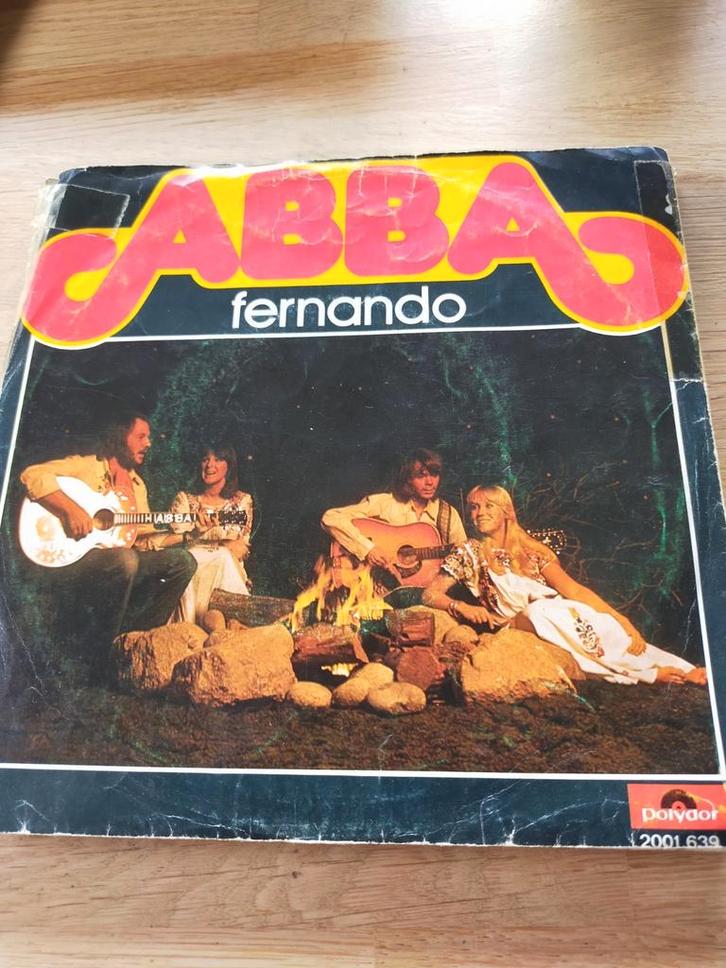 ABBA
fernando
ABBA
polydor
2001 639